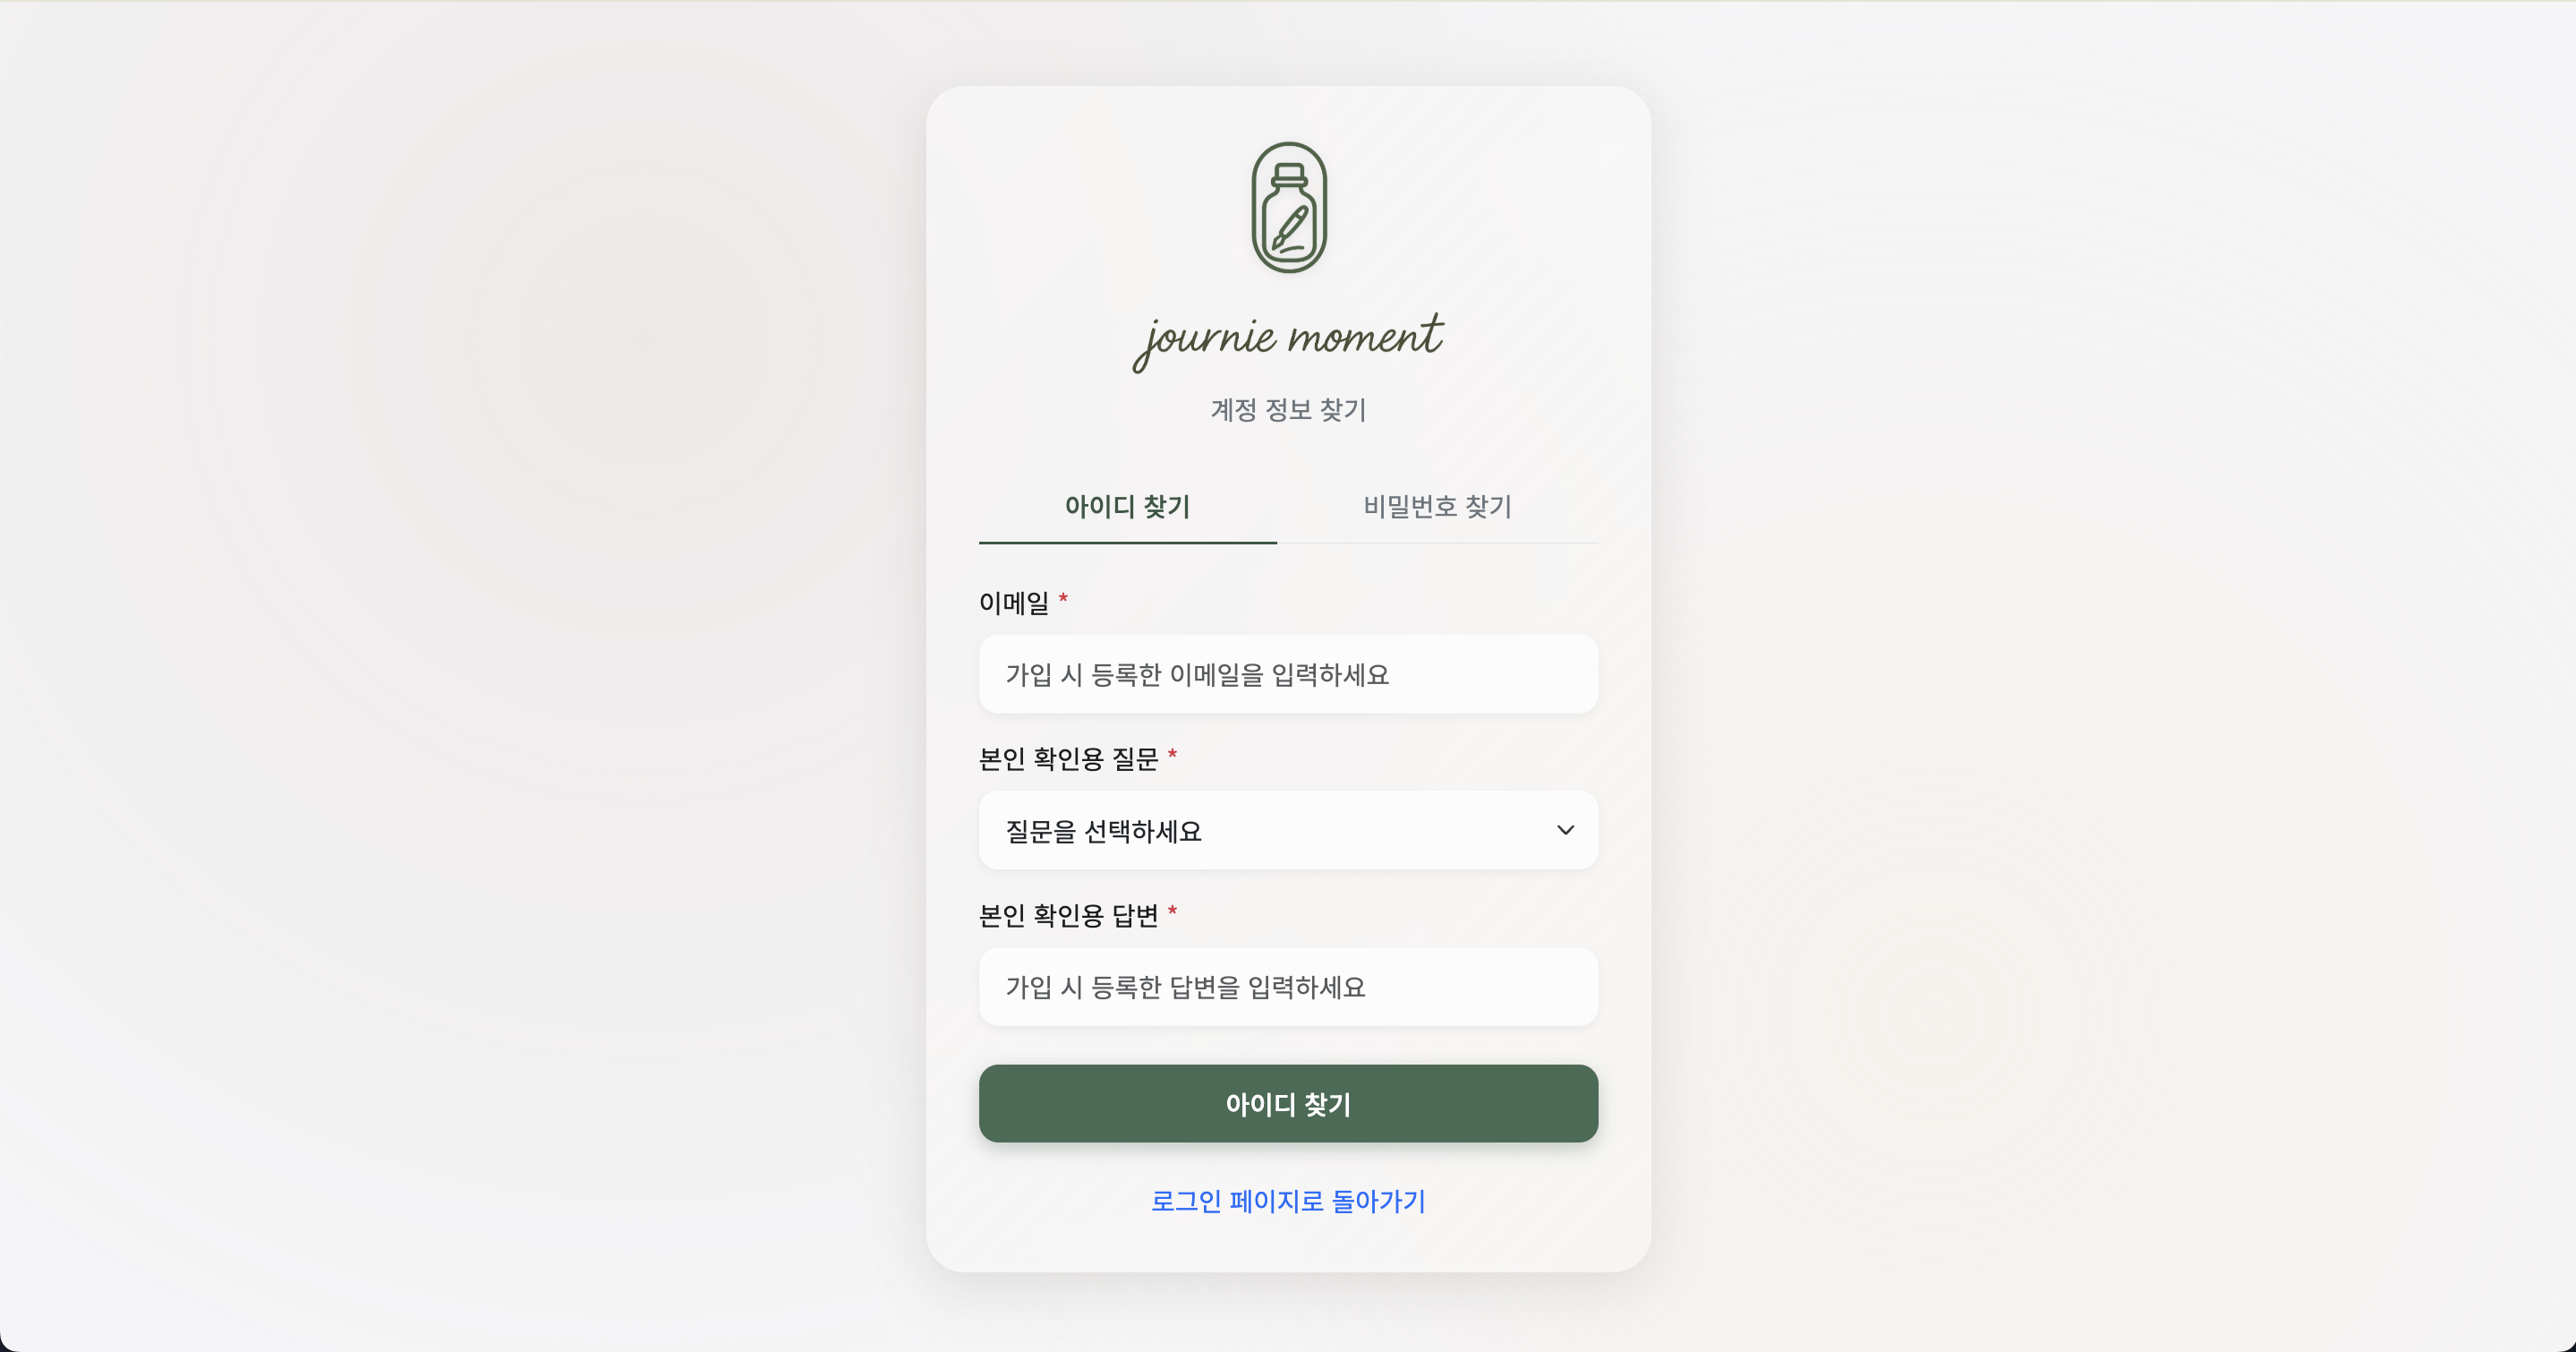 journie moment
계정 정보 찾기
아이디 찾기 비밀번호 찾기
이메일 *
가입 시 등록한 이메일을 입력하세요
본인 확인용 질문 *
질문을 선택하세요
본인 확인용 답변 *
가입 시 등록한 답변을 입력하세요
아이디 찾기
로그인 페이지로 돌아가기